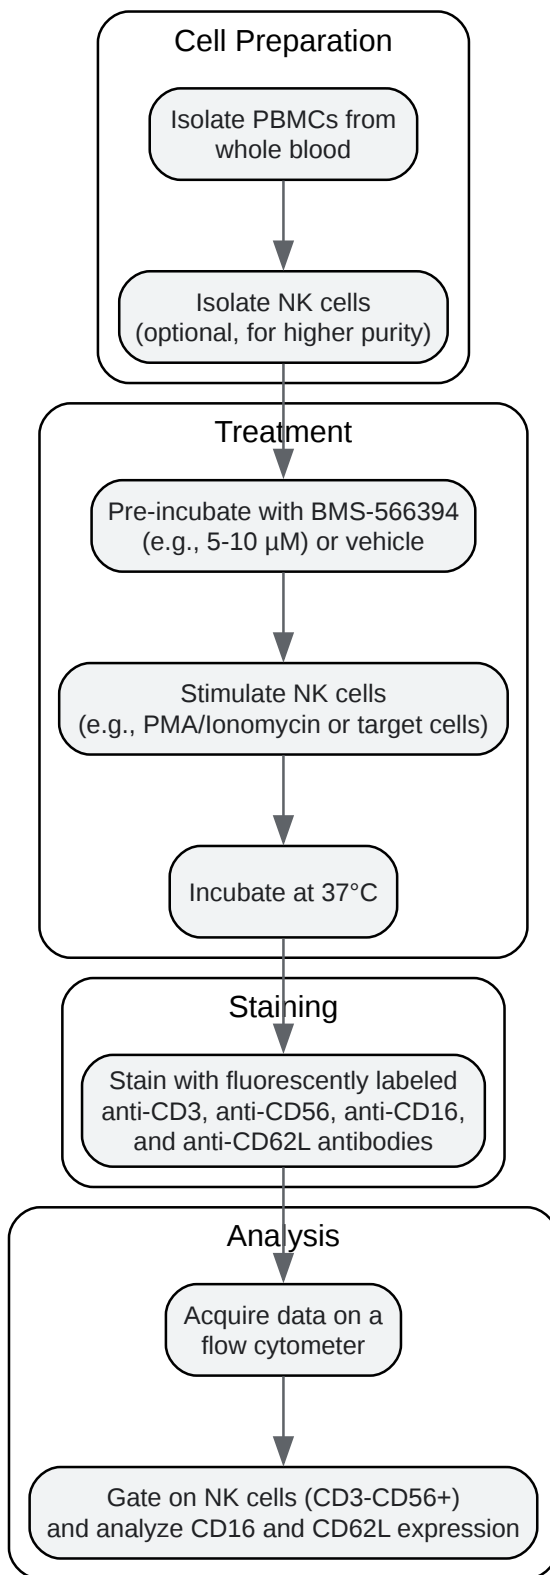 Cell Preparation
Isolate PBMCs from
whole blood
Isolate NK cells
(optional, for higher purity)
Treatment
Pre-incubate with BMS-566394
(e.g., 5-10 µM) or vehicle
Stimulate NK cells
(e.g., PMA/Ionomycin or target cells)
Incubate at 37°C
Staining
Stain with fluorescently labeled
anti-CD3, anti-CD56, anti-CD16,
and anti-CD62L antibodies
Analysis
Acquire data on a
flow cytometer
Gate on NK cells (CD3-CD56+)
and analyze CD16 and CD62L expression